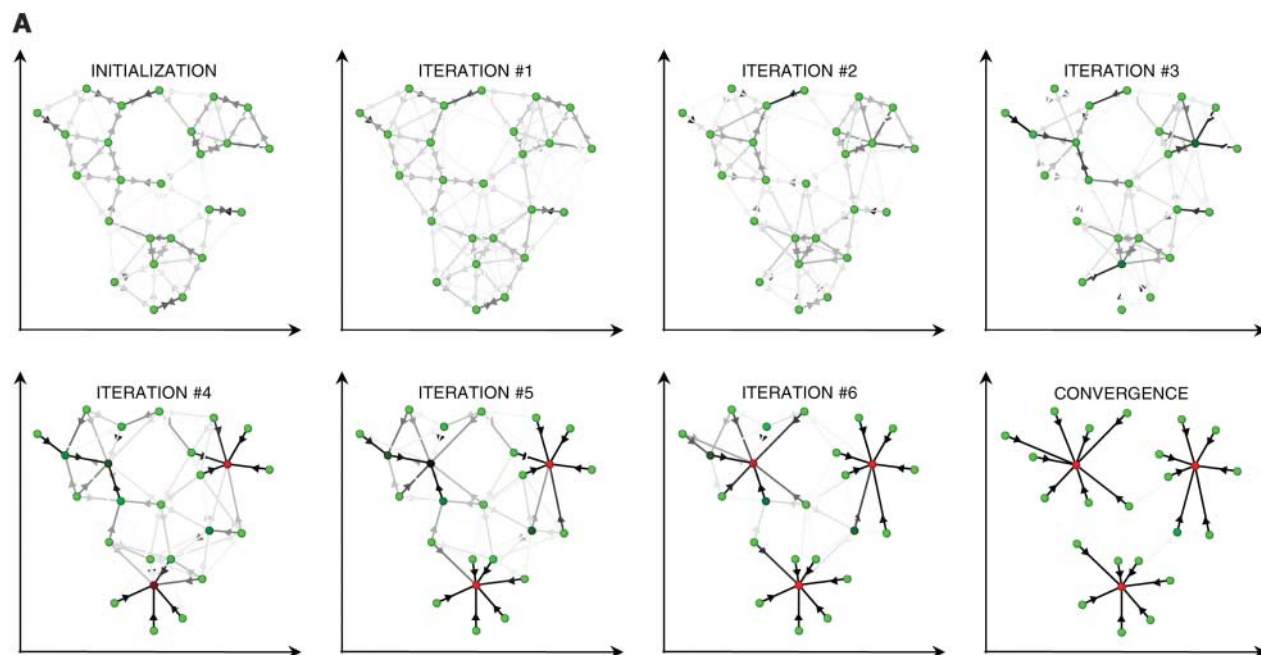 A
INITIALIZATION
ITERATION #1
ITERATION #2
ITERATION #3
ITERATION #4
ITERATION #5
ITERATION #6
CONVERGENCE